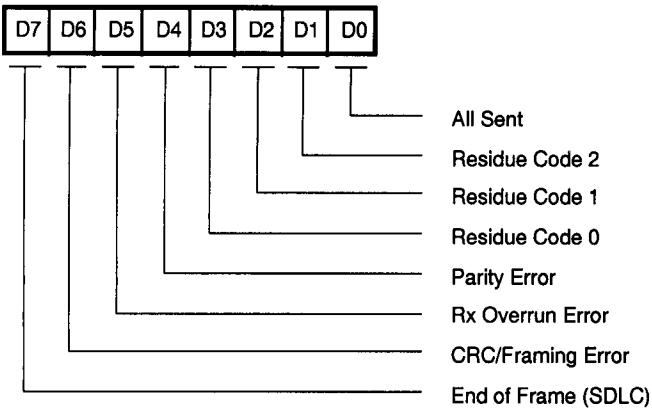 D7 D6 D5 D4 D3 D2 D1 D0
All Sent
Residue Code 2
Residue Code 1
Residue Code 0
Parity Error
Rx Overrun Error
CRC/Framing Error
End of Frame (SDLC)